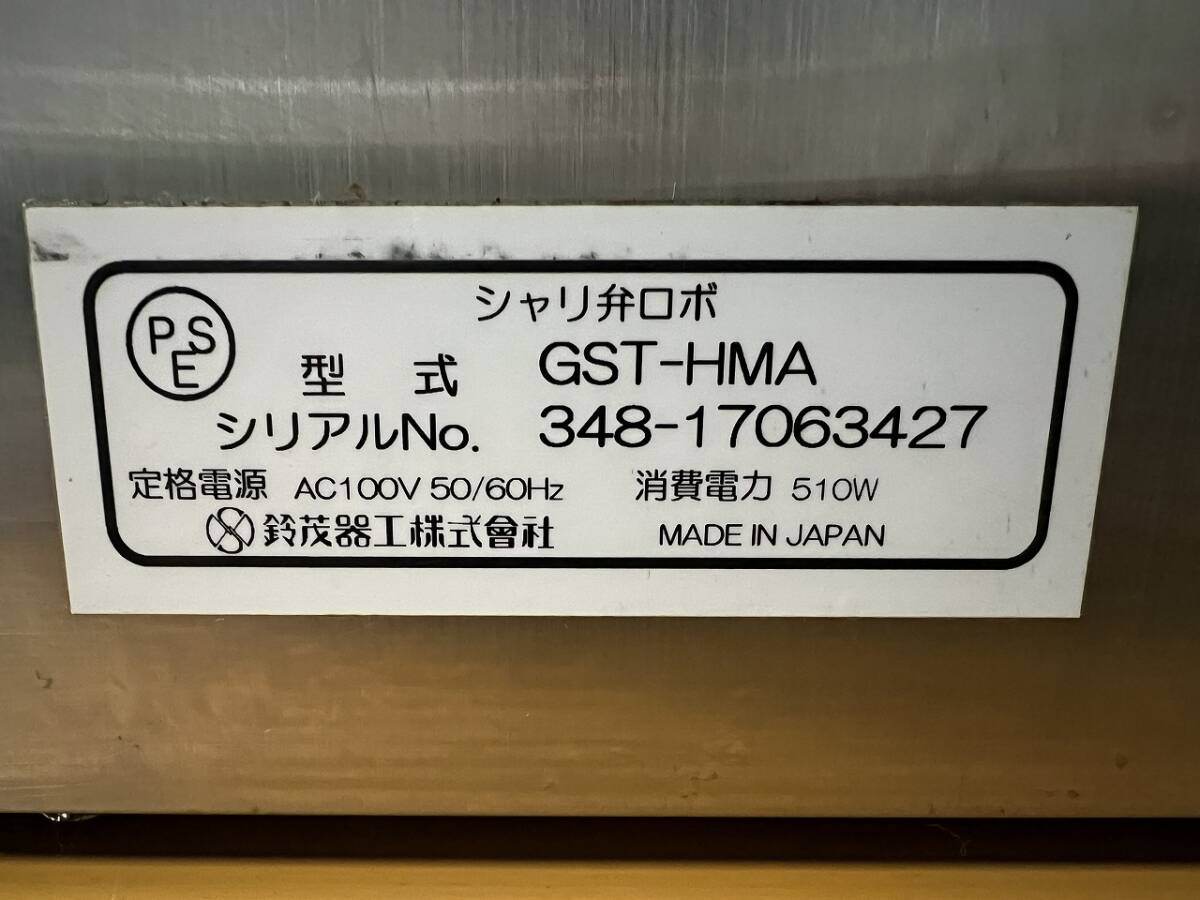 PSE
シャリ弁ロボ
型 式 GST-HMA
シリアルNo. 348-17063427
定格電源 AC100V 50/60Hz 消費電力 510W
鈴茂器工株式會社 MADE IN JAPAN